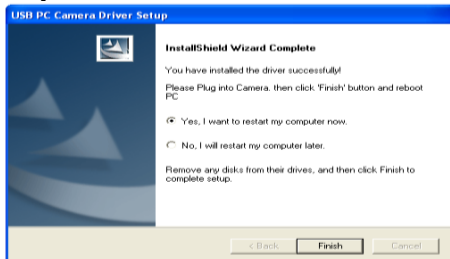 USB PC Camera Driver Setup
InstallShield Wizard Complete
You have installed the driver successfully!
Please Plug into Camera. then click 'Finish' button and reboot
PC
Yes, I want to restart my computer now.
No, I will restart my computer later.
Remove any disks from their drives, and then click Finish to
complete setup.
< Back
Finish
Cancel